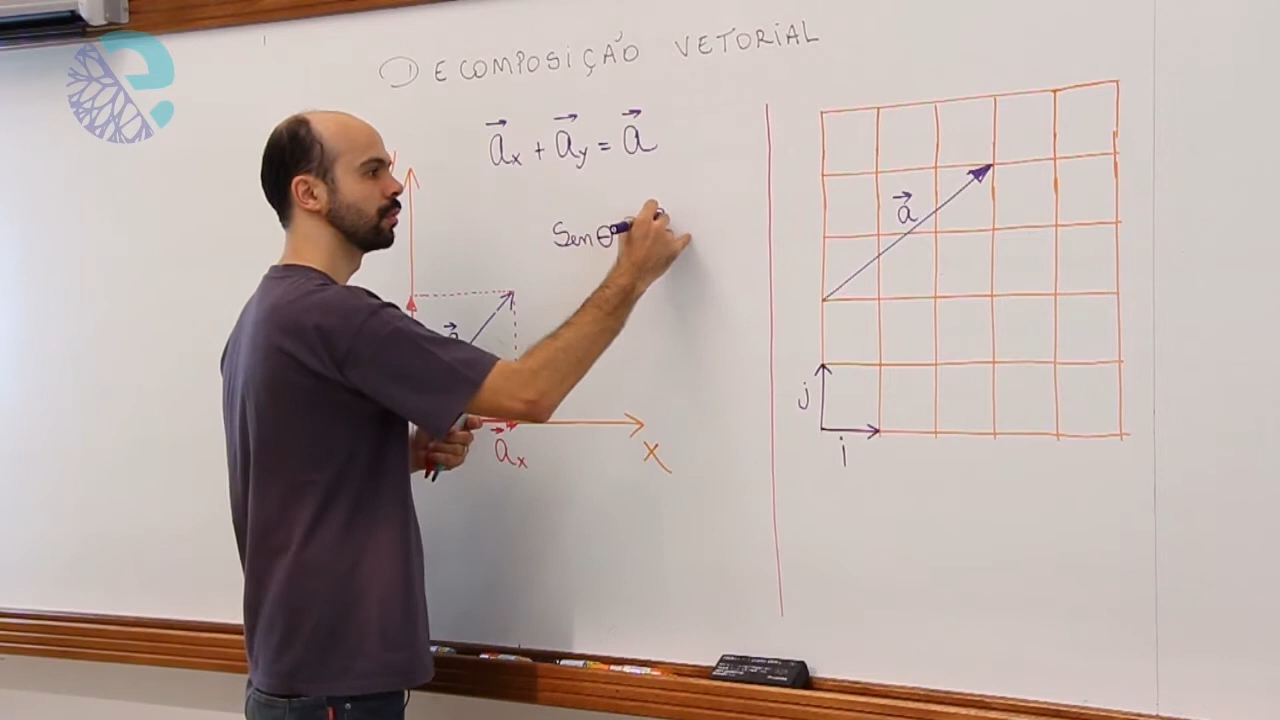 DECOMPOSIÇÃO VETORIAL
a⃗x + a⃗y = a⃗
Sen θ
a⃗
a⃗x
x
a⃗
j
i